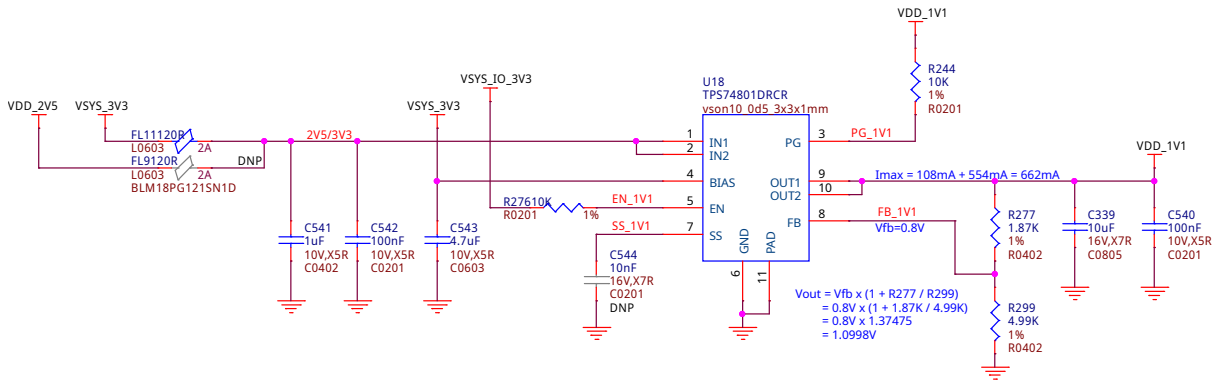 VDD_1V1
R244
10K
1%
R0201
VSYS_IO_3V3
U18
TPS74801DRCR
vson10_0d5_3x3x1mm
VDD_2V5
VSYS_3V3
VSYS_3V3
FL11120R
L0603
2A
FL9120R
DNP
L0603
2A
BLM18PG121SN1D
2V5/3V3
1
IN1
2
IN2
4
BIAS
5
EN
7
SS
PG
3
PG_1V1
OUT1
9
OUT2
10
FB
8
GND
6
PAD
11
R27610K
R0201
1%
EN_1V1
SS_1V1
Imax = 108mA + 554mA = 662mA
VDD_1V1
FB_1V1
Vfb=0.8V
C541
1uF
10V,X5R
C0402
C542
100nF
10V,X5R
C0201
C543
4.7uF
10V,X5R
C0603
C544
10nF
16V,X7R
C0201
DNP
R277
1.87K
1%
R0402
C339
10uF
16V,X7R
C0805
C540
100nF
10V,X5R
C0201
Vout = Vfb x (1 + R277 / R299)
= 0.8V x (1 + 1.87K / 4.99K)
= 0.8V x 1.37475
= 1.0998V
R299
4.99K
1%
R0402